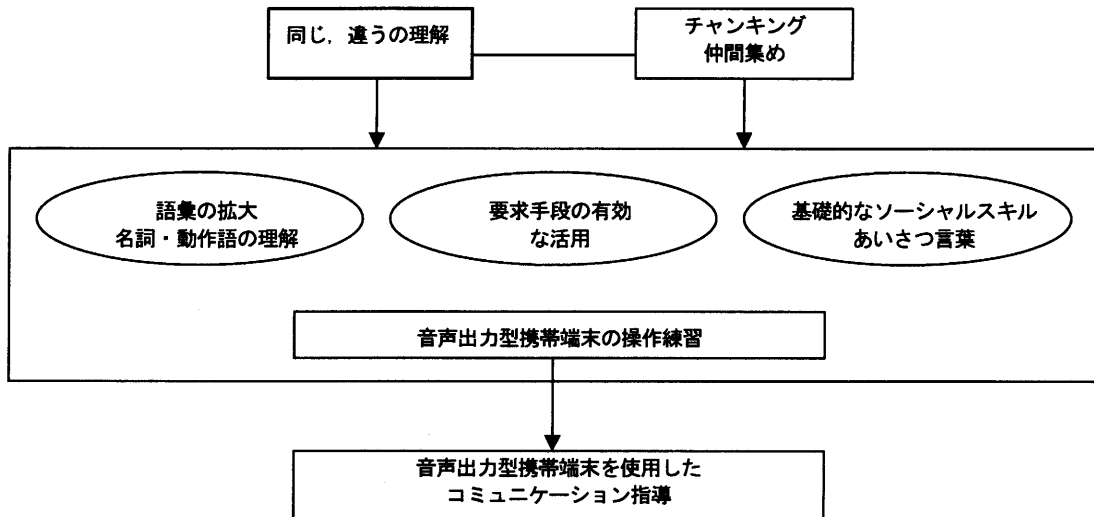 同じ，違うの理解
チャンキング
仲間集め
語彙の拡大
名詞・動作語の理解
要求手段の有効
な活用
基礎的なソーシャルスキル
あいさつ言葉
音声出力型携帯端末の操作練習
音声出力型携帯端末を使用した
コミュニケーション指導